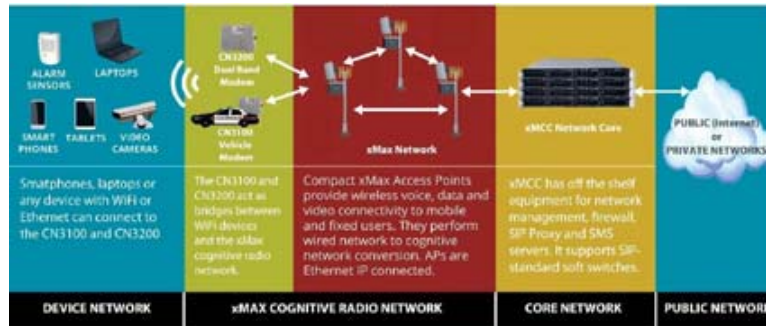 ALARM
SENSORS
LAPTOPS
SMART
PHONES
TABLETS
VIDEO
CAMERAS
CN3200
Dual Band
Modem
CN3100
Vehicle
Modem
xMax Network
xMCC Network Core
PUBLIC (Internet)
or
PRIVATE NETWORKS
Smatphones, laptops or
any device with WiFi or
Ethernet can connect to
the CN3100 and CN3200
The CN3100 and
CN3200 act as
bridges between
WiFi devices
and the xMax
cognitive radio
network.
Compact xMax Access Points
provide wireless voice, data and
video connectivity to mobile
and fixed users. They perform
wired network to cognitive
network conversion. APs are
Ethernet IP connected.
xMCC has off the shelf
equipment for network
management, firewall,
SIP Proxy and SMS
servers. It supports SIP-
standard soft switches.
DEVICE NETWORK
xMAX COGNITIVE RADIO NETWORK
CORE NETWORK
PUBLIC NETWORK